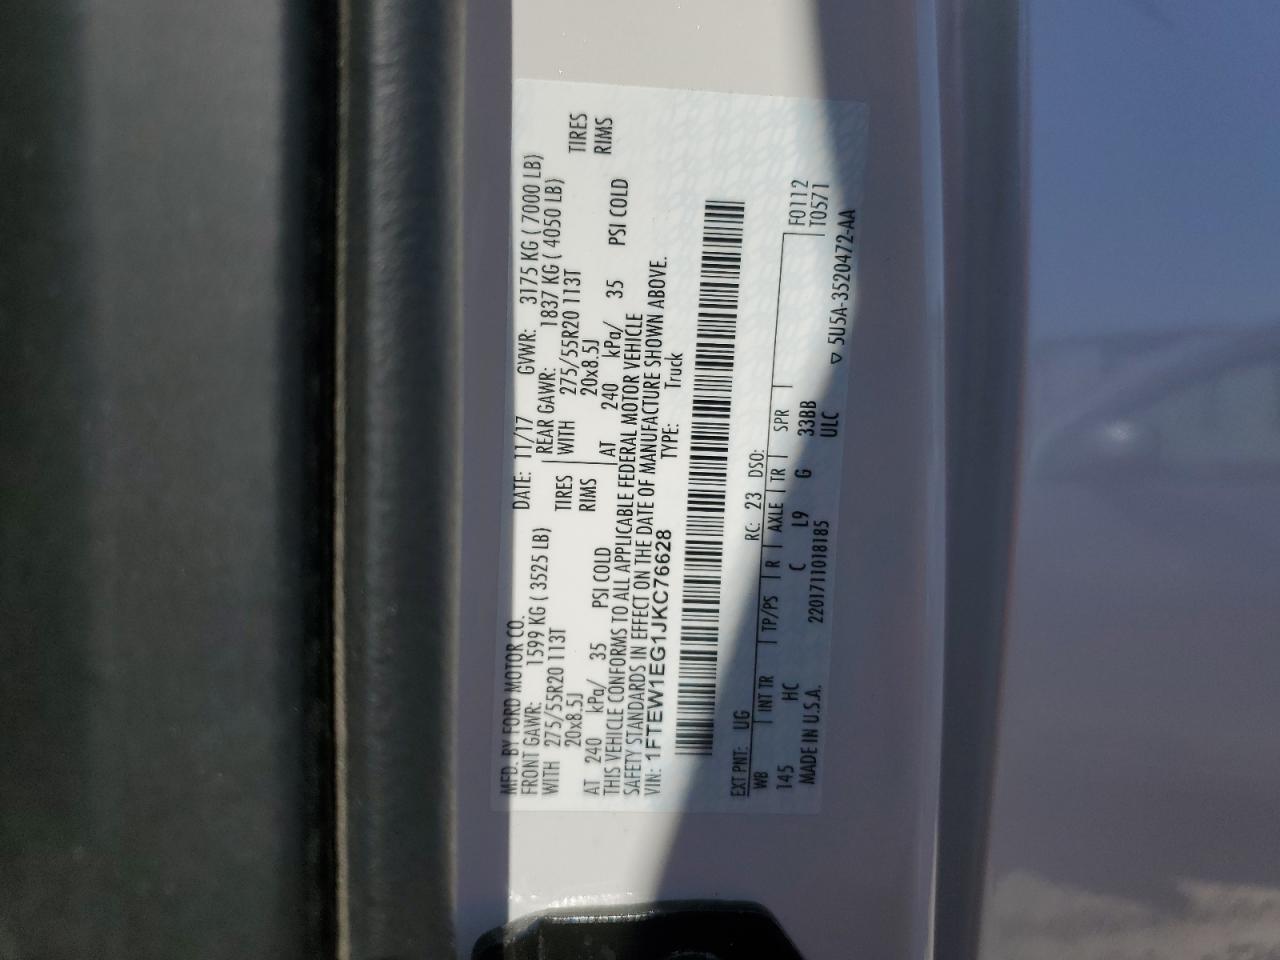 MFD. BY FORD MOTOR CO.
DATE: 11/17 GVWR: 3175 KG ( 7000 LB)
FRONT GAWR: 1599 KG ( 3525 LB) REAR GAWR: 1837 KG ( 4050 LB)
WITH 275/55R20 113T TIRES WITH 275/55R20 113T TIRES
20x8.5J RIMS 20x8.5J RIMS
AT 240 kPa/ 35 PSI COLD AT 240 kPa/ 35 PSI COLD
THIS VEHICLE CONFORMS TO ALL APPLICABLE FEDERAL MOTOR VEHICLE
SAFETY STANDARDS IN EFFECT ON THE DATE OF MANUFACTURE SHOWN ABOVE.
VIN: 1FTEW1EG1JKC76628 TYPE: Truck
EXT PNT: UG RC: 23 DSO:
WB INT TR TP/PS R AXLE TR SPR F0112
145 HC C L9 G 33BB T0571
MADE IN U.S.A. 2201711018185 ULC
▽ 5U5A-3520472-AA